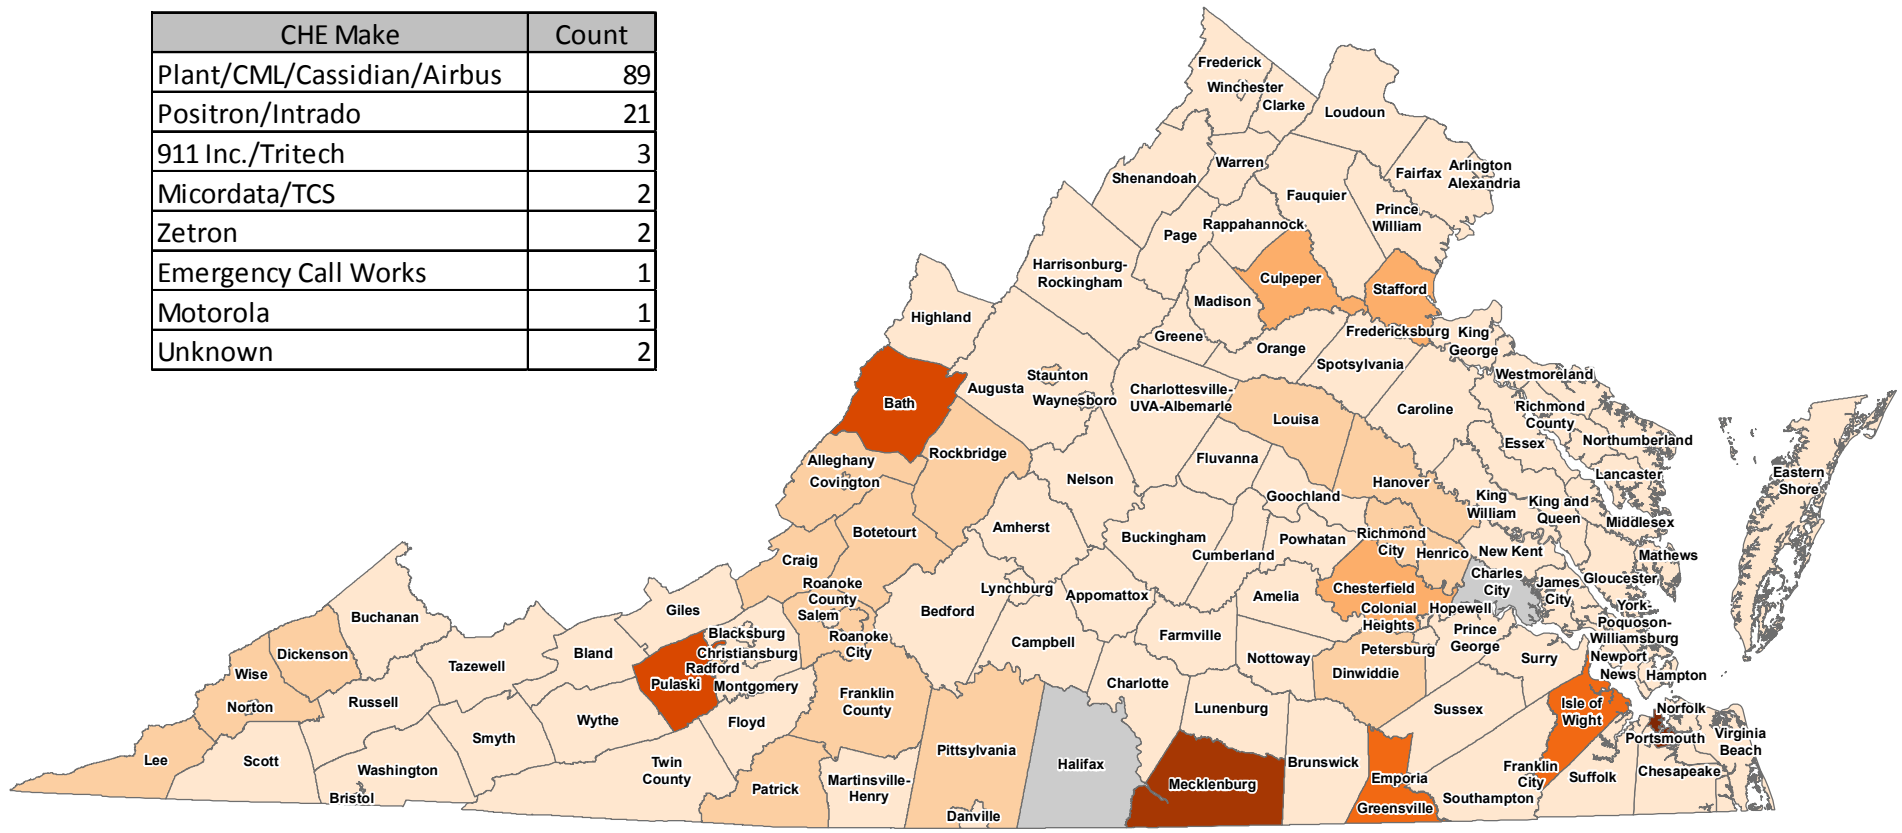 CHE Make Count
Plant/CML/Cassidian/Airbus 89
Positron/Intrado 21
911 Inc./Tritech 3
Micordata/TCS 2
Zetron 2
Emergency Call Works 1
Motorola 1
Unknown 2
Frederick
Winchester
Clarke
Loudoun
Warren
Shenandoah
Fairfax
Arlington
Alexandria
Fauquier
Prince
William
Page
Rappahannock
Culpeper
Stafford
Harrisonburg-
Rockingham
Madison
Highland
Greene
Orange
Fredericksburg
King
George
Spotsylvania
Westmoreland
Bath
Augusta
Staunton
Waynesboro
Charlottesville-
UVA-Albemarle
Louisa
Caroline
Richmond
County
Essex
Northumberland
Lancaster
Eastern
Shore
Alleghany
Covington
Rockbridge
Nelson
Fluvanna
Goochland
Hanover
King
William
King and
Queen
Middlesex
Botetourt
Amherst
Buckingham
Cumberland
Powhatan
Richmond
City
Henrico
New Kent
Mathews
Craig
Roanoke
County
Salem
Roanoke
City
Bedford
Lynchburg
Appomattox
Amelia
Chesterfield
Colonial
Heights
Hopewell
Charles
City
James
City
Gloucester
York-
Poquoson-
Williamsburg
Buchanan
Giles
Blacksburg
Christiansburg
Radford
Montgomery
Pulaski
Campbell
Farmville
Nottoway
Petersburg
Prince
George
Surry
Newport
News
Hampton
Dickenson
Wise
Norton
Tazewell
Bland
Russell
Wythe
Floyd
Franklin
County
Charlotte
Lunenburg
Dinwiddie
Sussex
Isle of
Wight
Norfolk
Portsmouth
Virginia
Beach
Lee
Scott
Washington
Bristol
Smyth
Twin
County
Patrick
Martinsville-
Henry
Pittsylvania
Danville
Halifax
Mecklenburg
Brunswick
Emporia
Greensville
Franklin
City
Southampton
Suffolk
Chesapeake